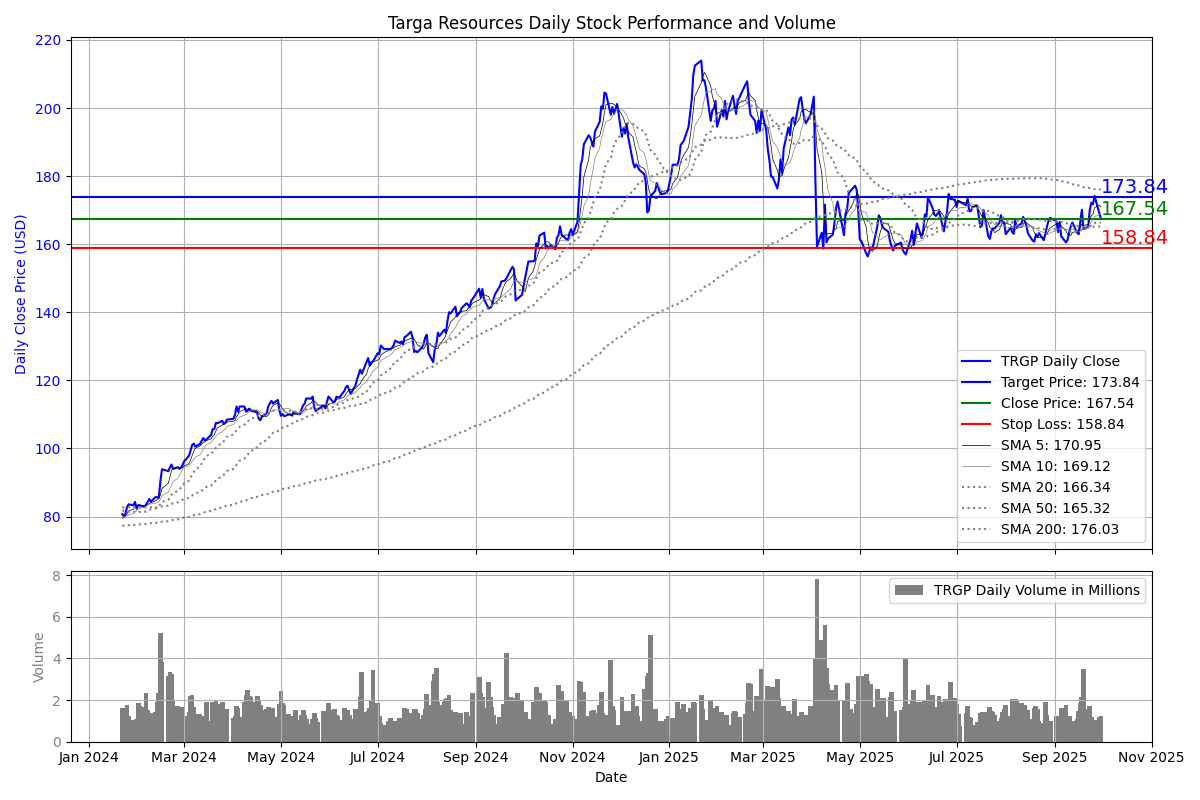 Targa Resources Daily Stock Performance and Volume
220
200
180
160
140
120
100
80
Daily Close Price (USD)
173.84
167.54
158.84
TRGP Daily Close
Target Price: 173.84
Close Price: 167.54
Stop Loss: 158.84
SMA 5: 170.95
SMA 10: 169.12
SMA 20: 166.34
SMA 50: 165.32
SMA 200: 176.03
8
6
4
2
0
Volume
TRGP Daily Volume in Millions
Jan 2024 Mar 2024 May 2024 Jul 2024 Sep 2024 Nov 2024 Jan 2025 Mar 2025 May 2025 Jul 2025 Sep 2025 Nov 2025
Date